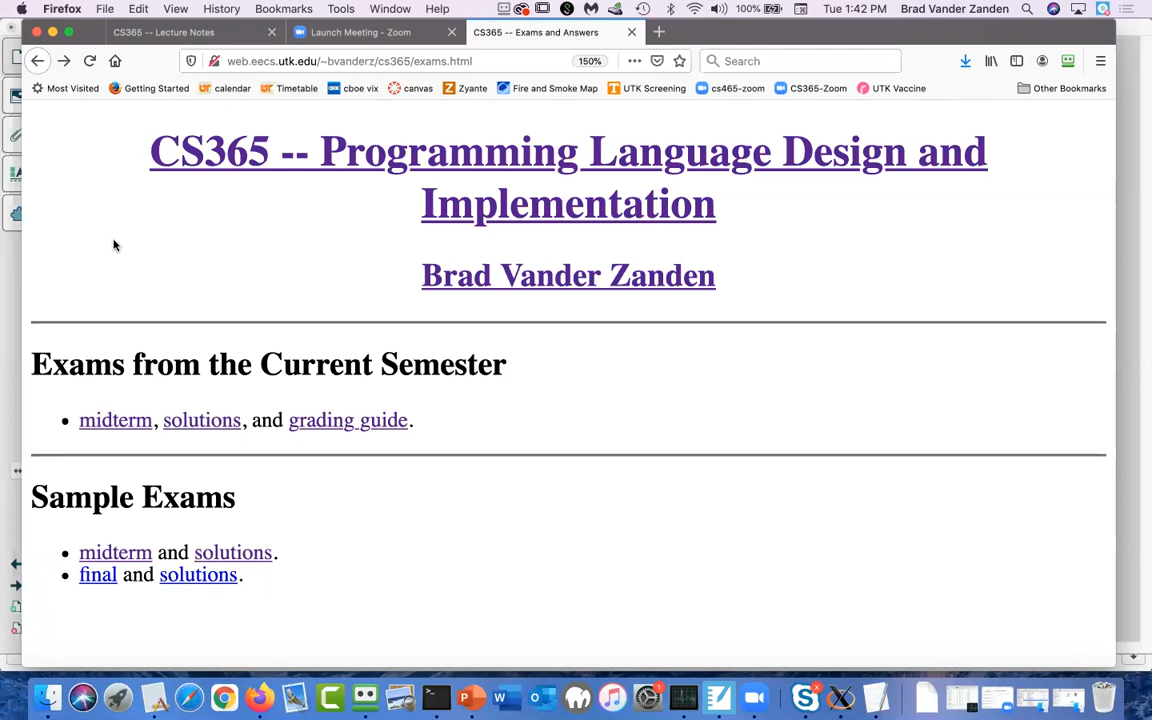 Firefox File Edit View History Bookmarks Tools Window Help 100% Tue 1:42 PM Brad Vander Zanden
CS365 -- Lecture Notes Launch Meeting - Zoom CS365 -- Exams and Answers
web.eecs.utk.edu/~bvanderz/cs365/exams.html 150% Search
Most Visited Getting Started calendar Timetable cboe vix canvas Zyante Fire and Smoke Map UTK Screening cs465-zoom CS365-Zoom UTK Vaccine Other Bookmarks
CS365 -- Programming Language Design and
Implementation
Brad Vander Zanden
Exams from the Current Semester
• midterm, solutions, and grading guide.
Sample Exams
• midterm and solutions.
• final and solutions.